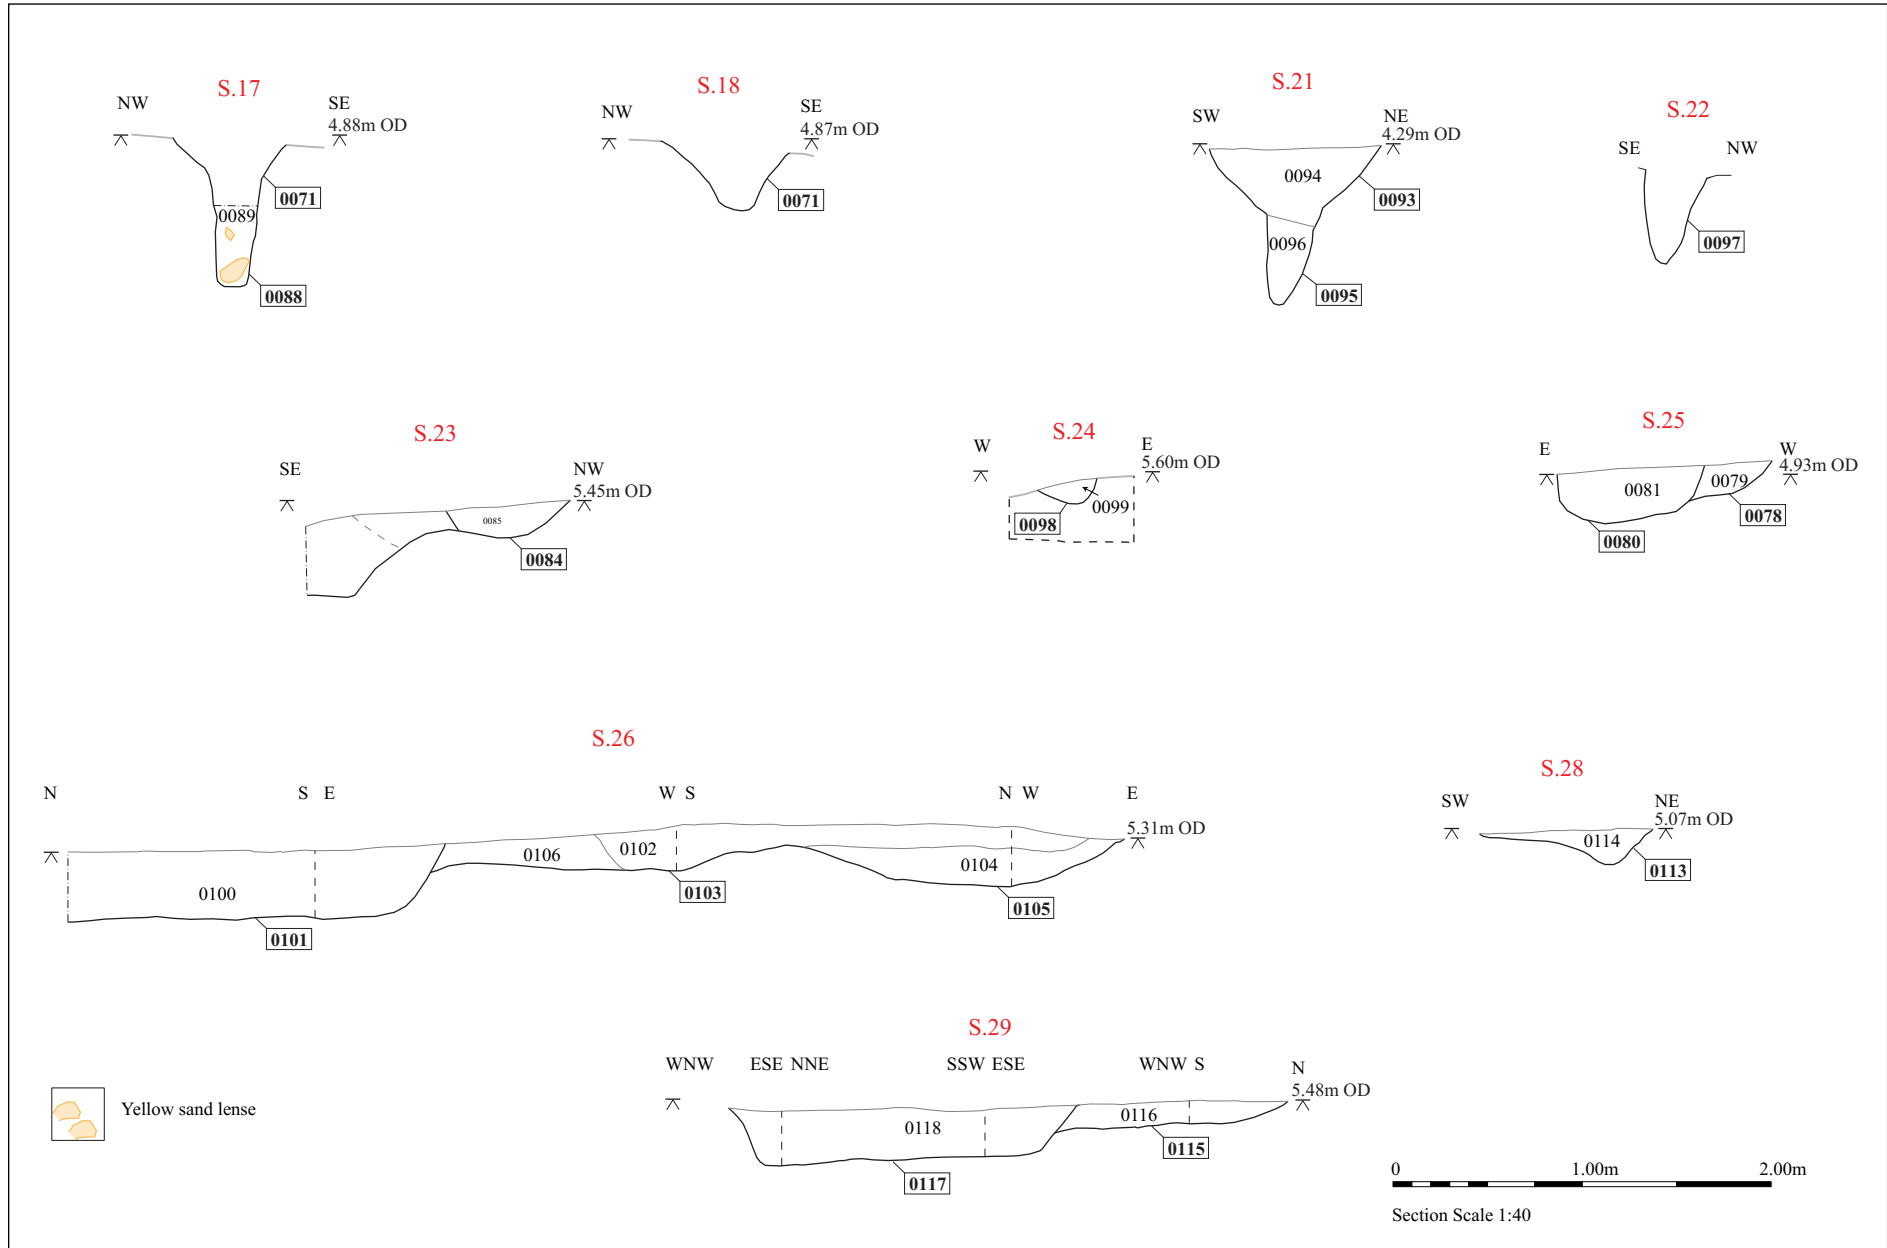 S.17
NW
SE
4.88m OD
0071
0089
0088
S.18
NW
SE
4.87m OD
0071
S.21
SW
NE
4.29m OD
0094
0093
0096
0095
S.22
SE
NW
0097
S.23
SE
NW
5.45m OD
0085
0084
S.24
W
E
5.60m OD
0099
0098
S.25
E
W
4.93m OD
0081
0079
0078
0080
S.26
N
S E
W S
N W
E
5.31m OD
0106
0102
0104
0100
0103
0105
0101
S.28
SW
NE
5.07m OD
0114
0113
S.29
WNW
ESE NNE
SSW ESE
WNW S
N
5.48m OD
0118
0116
0115
0117
Yellow sand lense
0 1.00m 2.00m
Section Scale 1:40